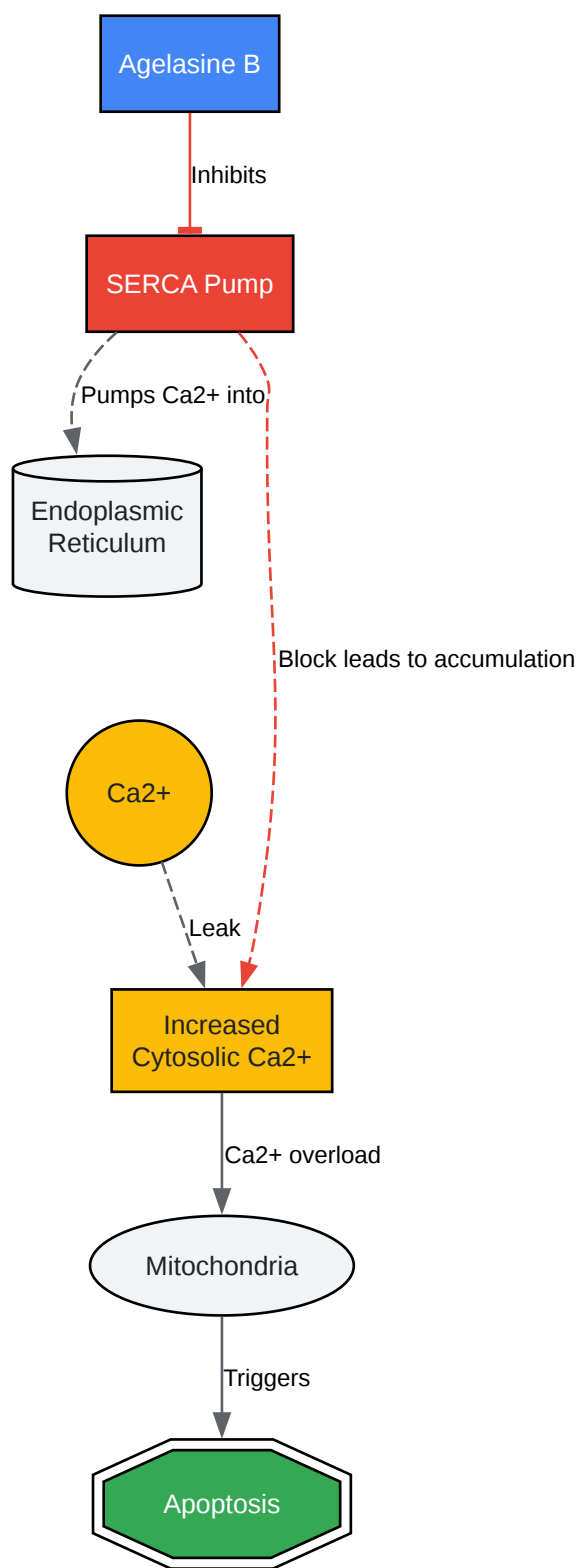 Agelasine B
Inhibits
SERCA Pump
Pumps Ca2+ into
Endoplasmic
Reticulum
Block leads to accumulation
Ca2+
Leak
Increased
Cytosolic Ca2+
Ca2+ overload
Mitochondria
Triggers
Apoptosis